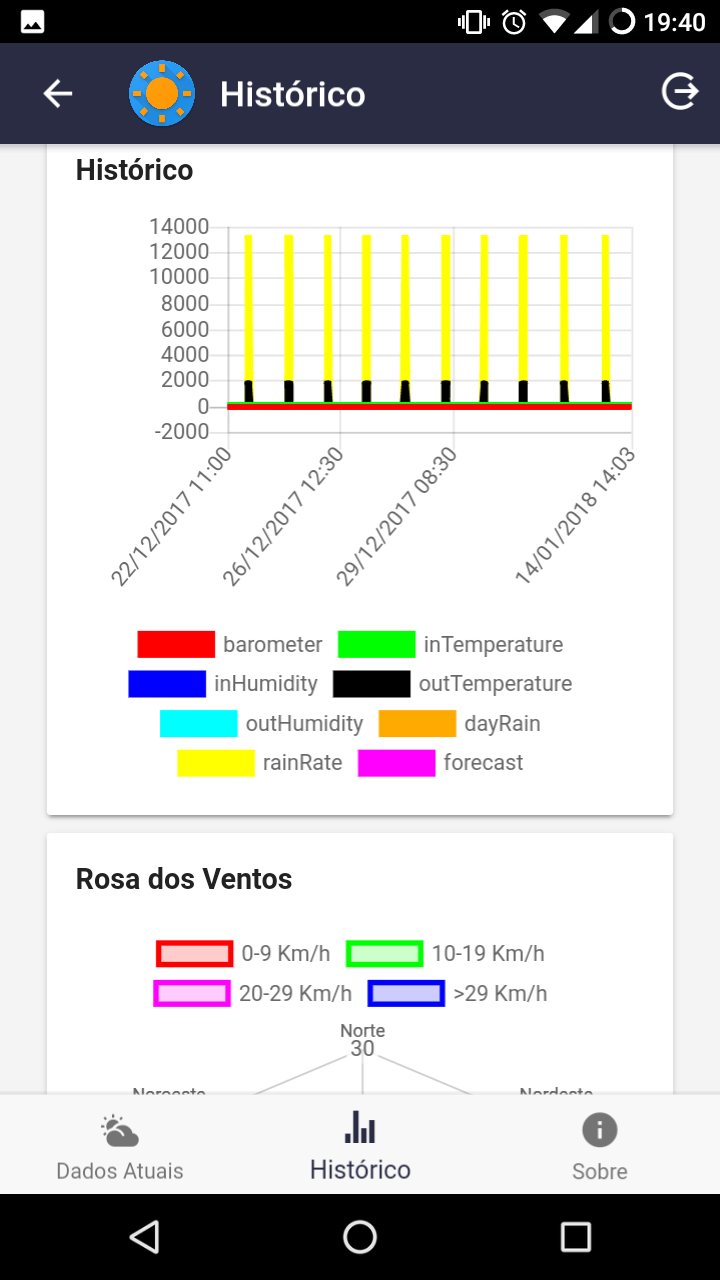 19:40
Histórico
Histórico
14000
12000
10000
8000
6000
4000
2000
0
-2000
22/12/2017 11:00
26/12/2017 12:30
29/12/2017 08:30
14/01/2018 14:03
barometer inTemperature
inHumidity outTemperature
outHumidity dayRain
rainRate forecast
Rosa dos Ventos
0-9 Km/h 10-19 Km/h
20-29 Km/h >29 Km/h
Norte
30
Noroeste Nordeste
Dados Atuais Histórico Sobre